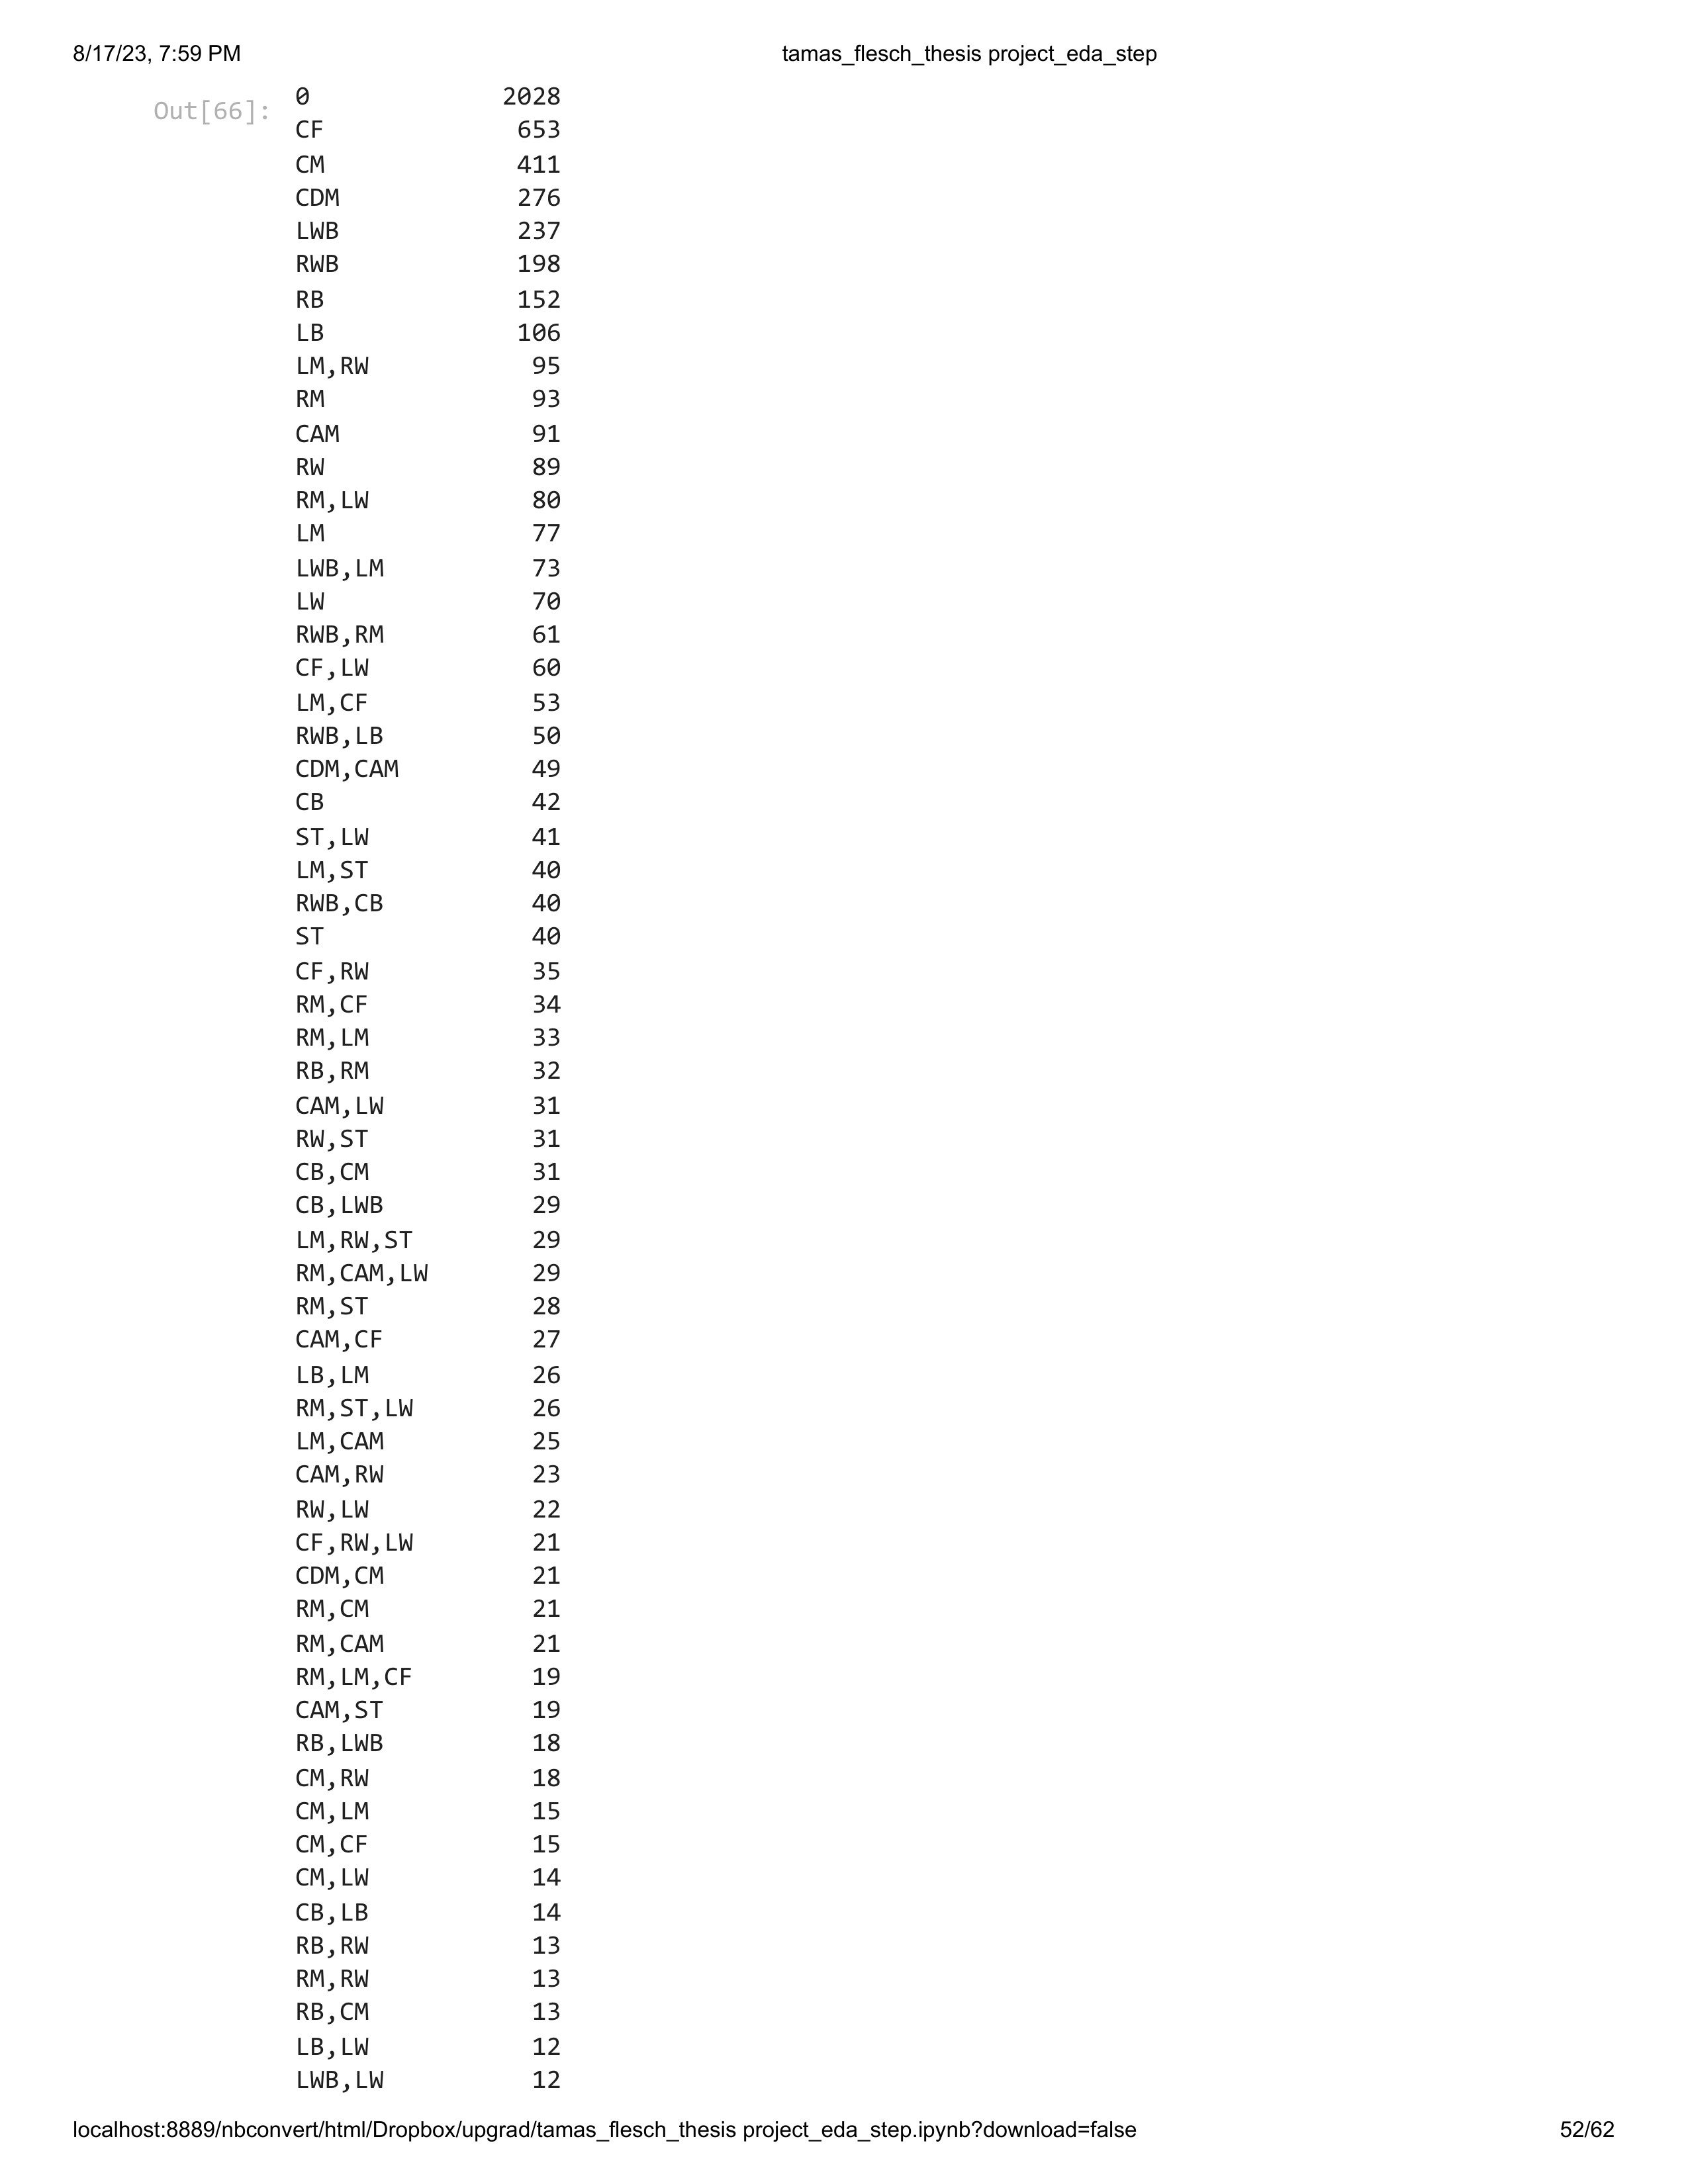 8/17/23, 7:59 PM tamas_flesch_thesis project_eda_step
Out[66]: 0 2028
CF 653
CM 411
CDM 276
LWB 237
RWB 198
RB 152
LB 106
LM,RW 95
RM 93
CAM 91
RW 89
RM,LW 80
LM 77
LWB,LM 73
LW 70
RWB,RM 61
CF,LW 60
LM,CF 53
RWB,LB 50
CDM,CAM 49
CB 42
ST,LW 41
LM,ST 40
RWB,CB 40
ST 40
CF,RW 35
RM,CF 34
RM,LM 33
RB,RM 32
CAM,LW 31
RW,ST 31
CB,CM 31
CB,LWB 29
LM,RW,ST 29
RM,CAM,LW 29
RM,ST 28
CAM,CF 27
LB,LM 26
RM,ST,LW 26
LM,CAM 25
CAM,RW 23
RW,LW 22
CF,RW,LW 21
CDM,CM 21
RM,CM 21
RM,CAM 21
RM,LM,CF 19
CAM,ST 19
RB,LWB 18
CM,RW 18
CM,LM 15
CM,CF 15
CM,LW 14
CB,LB 14
RB,RW 13
RM,RW 13
RB,CM 13
LB,LW 12
LWB,LW 12
localhost:8889/nbconvert/html/Dropbox/upgrad/tamas_flesch_thesis project_eda_step.ipynb?download=false 52/62